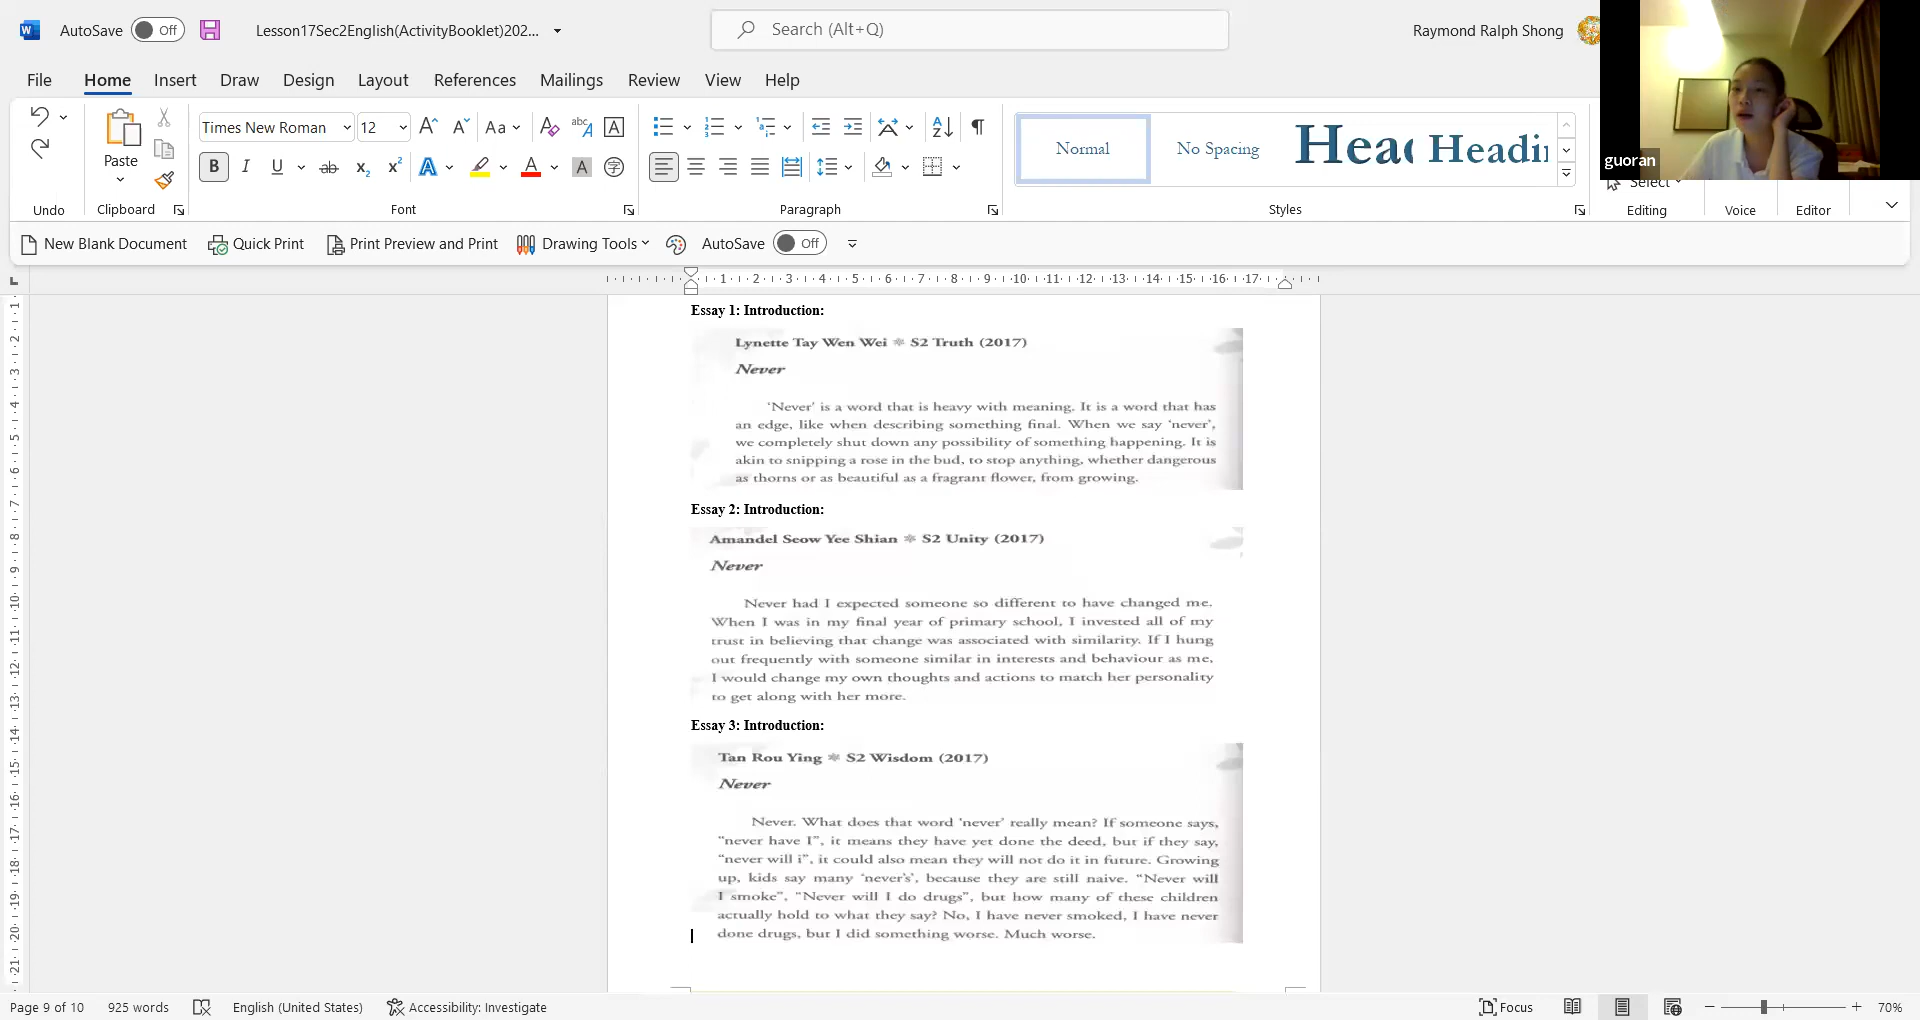 AutoSave Off Lesson17Sec2English(ActivityBooklet)202... Search (Alt+Q) Raymond Ralph Shong
File Home Insert Draw Design Layout References Mailings Review View Help
guoran
Paste
Times New Roman 12
Normal No Spacing Headi
Select
Undo Clipboard Font Paragraph Styles Editing Voice Editor
New Blank Document Quick Print Print Preview and Print Drawing Tools AutoSave Off
Essay 1: Introduction:
Lynette Tay Wen Wei ❋ S2 Truth (2017)
Never
‘Never’ is a word that is heavy with meaning. It is a word that has
an edge, like when describing something final. When we say ‘never’,
we completely shut down any possibility of something happening. It is
akin to snipping a rose in the bud, to stop anything, whether dangerous
as thorns or as beautiful as a fragrant flower, from growing.
Essay 2: Introduction:
Amandel Seow Yee Shian ❋ S2 Unity (2017)
Never
Never had I expected someone so different to have changed me.
When I was in my final year of primary school, I invested all of my
trust in believing that change was associated with similarity. If I hung
out frequently with someone similar in interests and behaviour as me,
I would change my own thoughts and actions to match her personality
to get along with her more.
Essay 3: Introduction:
Tan Rou Ying ❋ S2 Wisdom (2017)
Never
Never. What does that word ‘never’ really mean? If someone says,
“never have I”, it means they have yet done the deed, but if they say,
“never will i”, it could also mean they will not do it in future. Growing
up, kids say many ‘never’s’, because they are still naive. “Never will
I smoke”, “Never will I do drugs”, but how many of these children
actually hold to what they say? No, I have never smoked, I have never
done drugs, but I did something worse. Much worse.
Page 9 of 10 925 words English (United States) Accessibility: Investigate Focus 70%